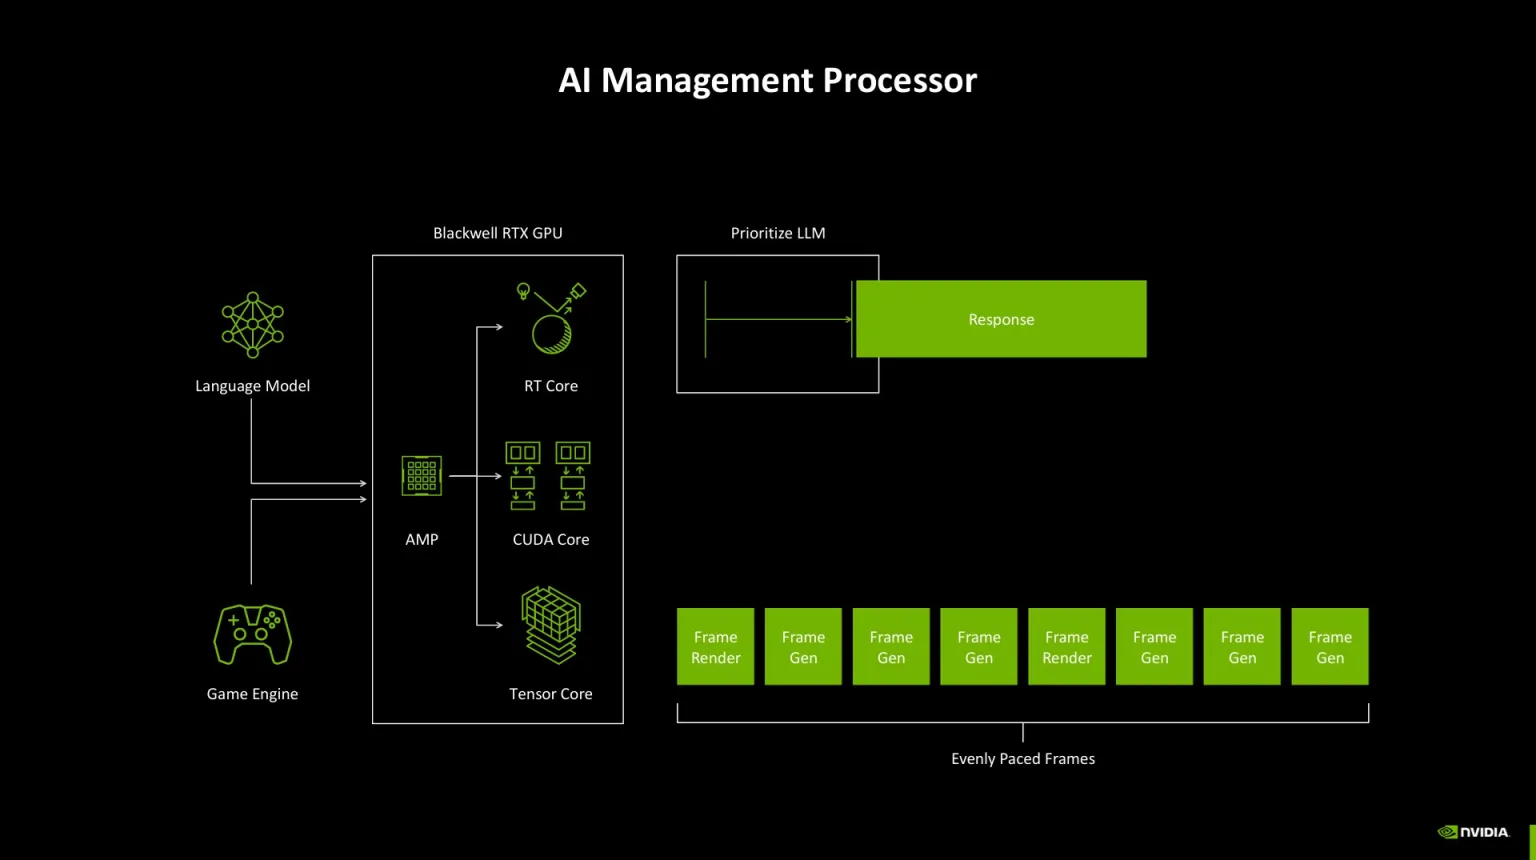 AI Management Processor
Blackwell RTX GPU
Prioritize LLM
Language Model
RT Core
Response
AMP
CUDA Core
Game Engine
Tensor Core
Frame
Render
Frame
Gen
Frame
Gen
Frame
Gen
Frame
Render
Frame
Gen
Frame
Gen
Frame
Gen
Evenly Paced Frames
NVIDIA